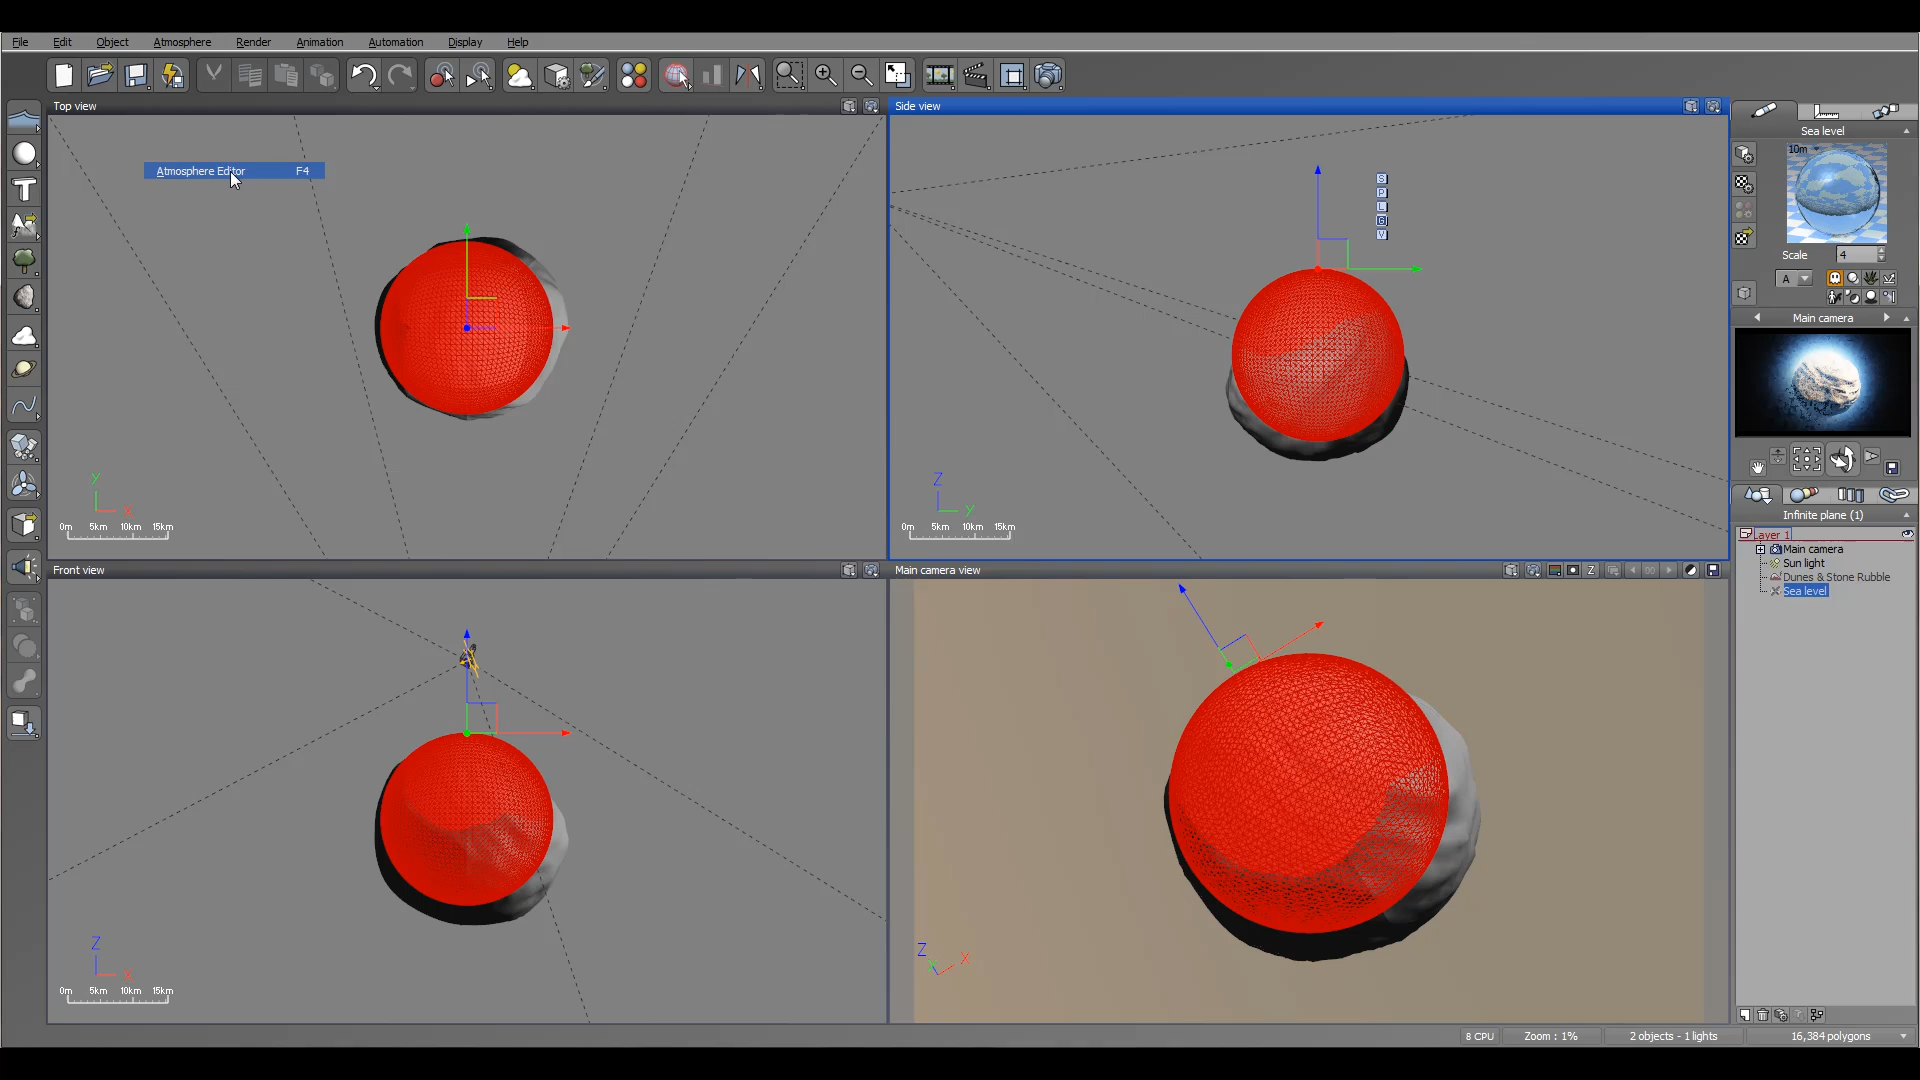 File Edit Object Atmosphere Render Animation Automation Display Help
Top view
Side view
Atmosphere Editor F4
S
P
L
G
V
Sea level
10m
Scale 4
A
Main camera
Y
X
0m 5km 10km 15km
Z
Y
0m 5km 10km 15km
Infinite plane (1)
Layer 1
Main camera
Sun light
Dunes & Stone Rubble
Sea level
Front view
Main camera view
Z
00
Z
X
0m 5km 10km 15km
Z
Y
X
8 CPU Zoom : 1% 2 objects - 1 lights 16,384 polygons